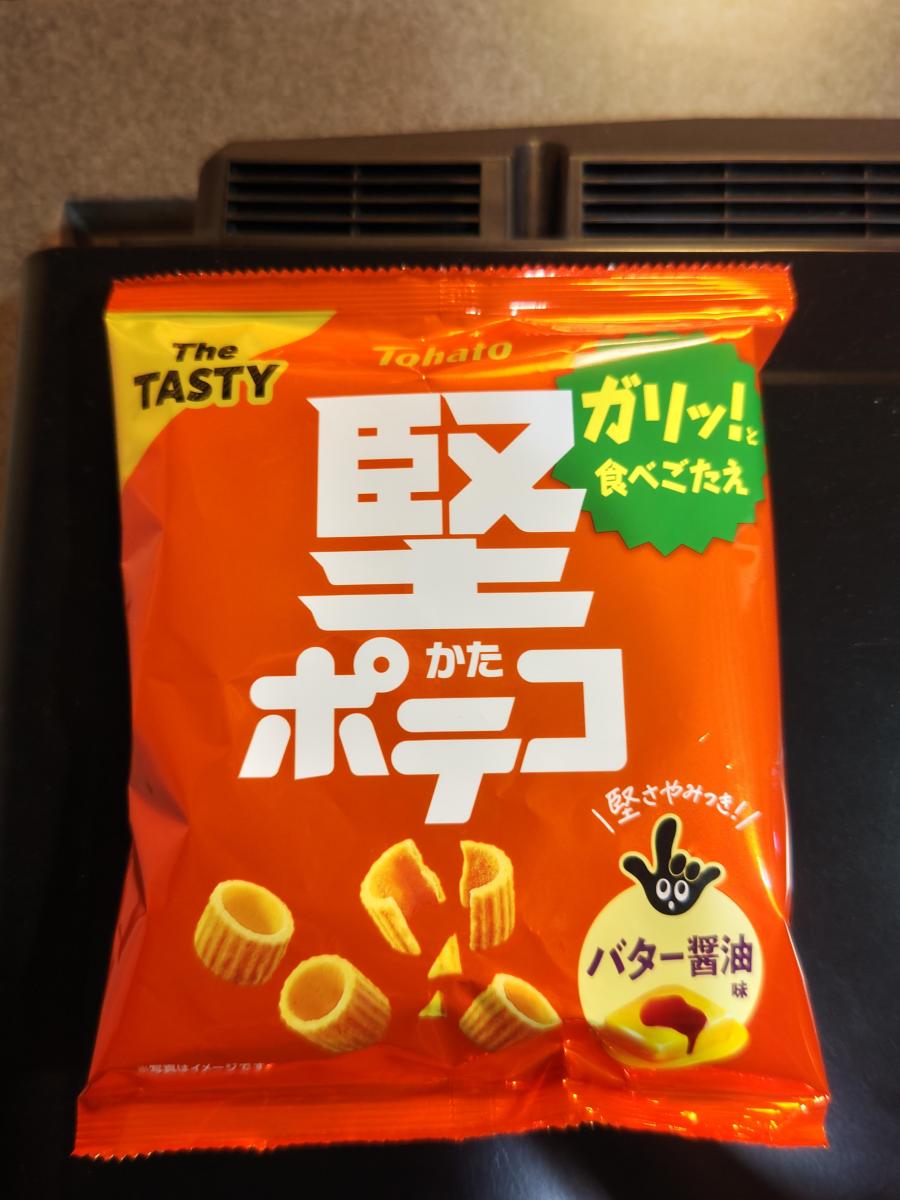 The
TASTY
Tohato
ガリッ!と
食べごたえ
堅
かた
ポテコ
堅さやみつき!
バター醤油
味